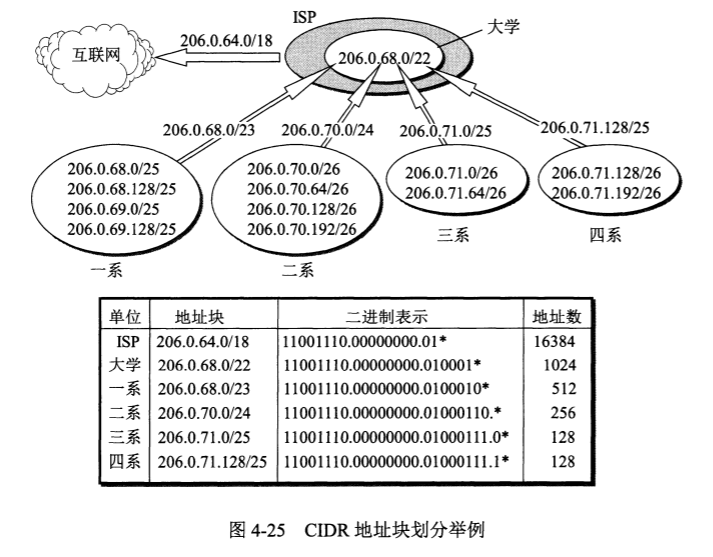 ISP
大学
互联网
206.0.64.0/18
206.0.68.0/22
206.0.68.0/23
206.0.70.0/24
206.0.71.0/25
206.0.71.128/25
206.0.68.0/25
206.0.68.128/25
206.0.69.0/25
206.0.69.128/25
一系
206.0.70.0/26
206.0.70.64/26
206.0.70.128/26
206.0.70.192/26
二系
206.0.71.0/26
206.0.71.64/26
三系
206.0.71.128/26
206.0.71.192/26
四系
单位 地址块 二进制表示 地址数
ISP 206.0.64.0/18 11001110.00000000.01* 16384
大学 206.0.68.0/22 11001110.00000000.010001* 1024
一系 206.0.68.0/23 11001110.00000000.0100010* 512
二系 206.0.70.0/24 11001110.00000000.01000110.* 256
三系 206.0.71.0/25 11001110.00000000.01000111.0* 128
四系 206.0.71.128/25 11001110.00000000.01000111.1* 128
图 4-25 CIDR 地址块划分举例